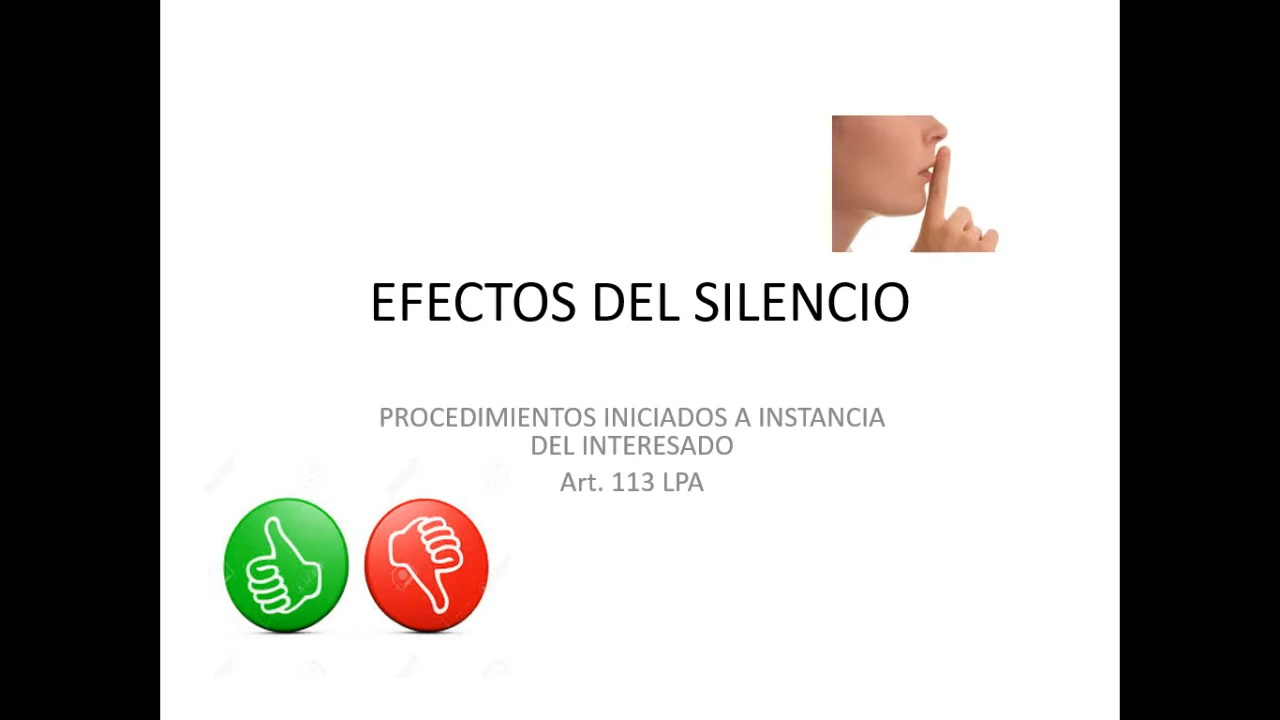 EFECTOS DEL SILENCIO
PROCEDIMIENTOS INICIADOS A INSTANCIA
DEL INTERESADO
Art. 113 LPA